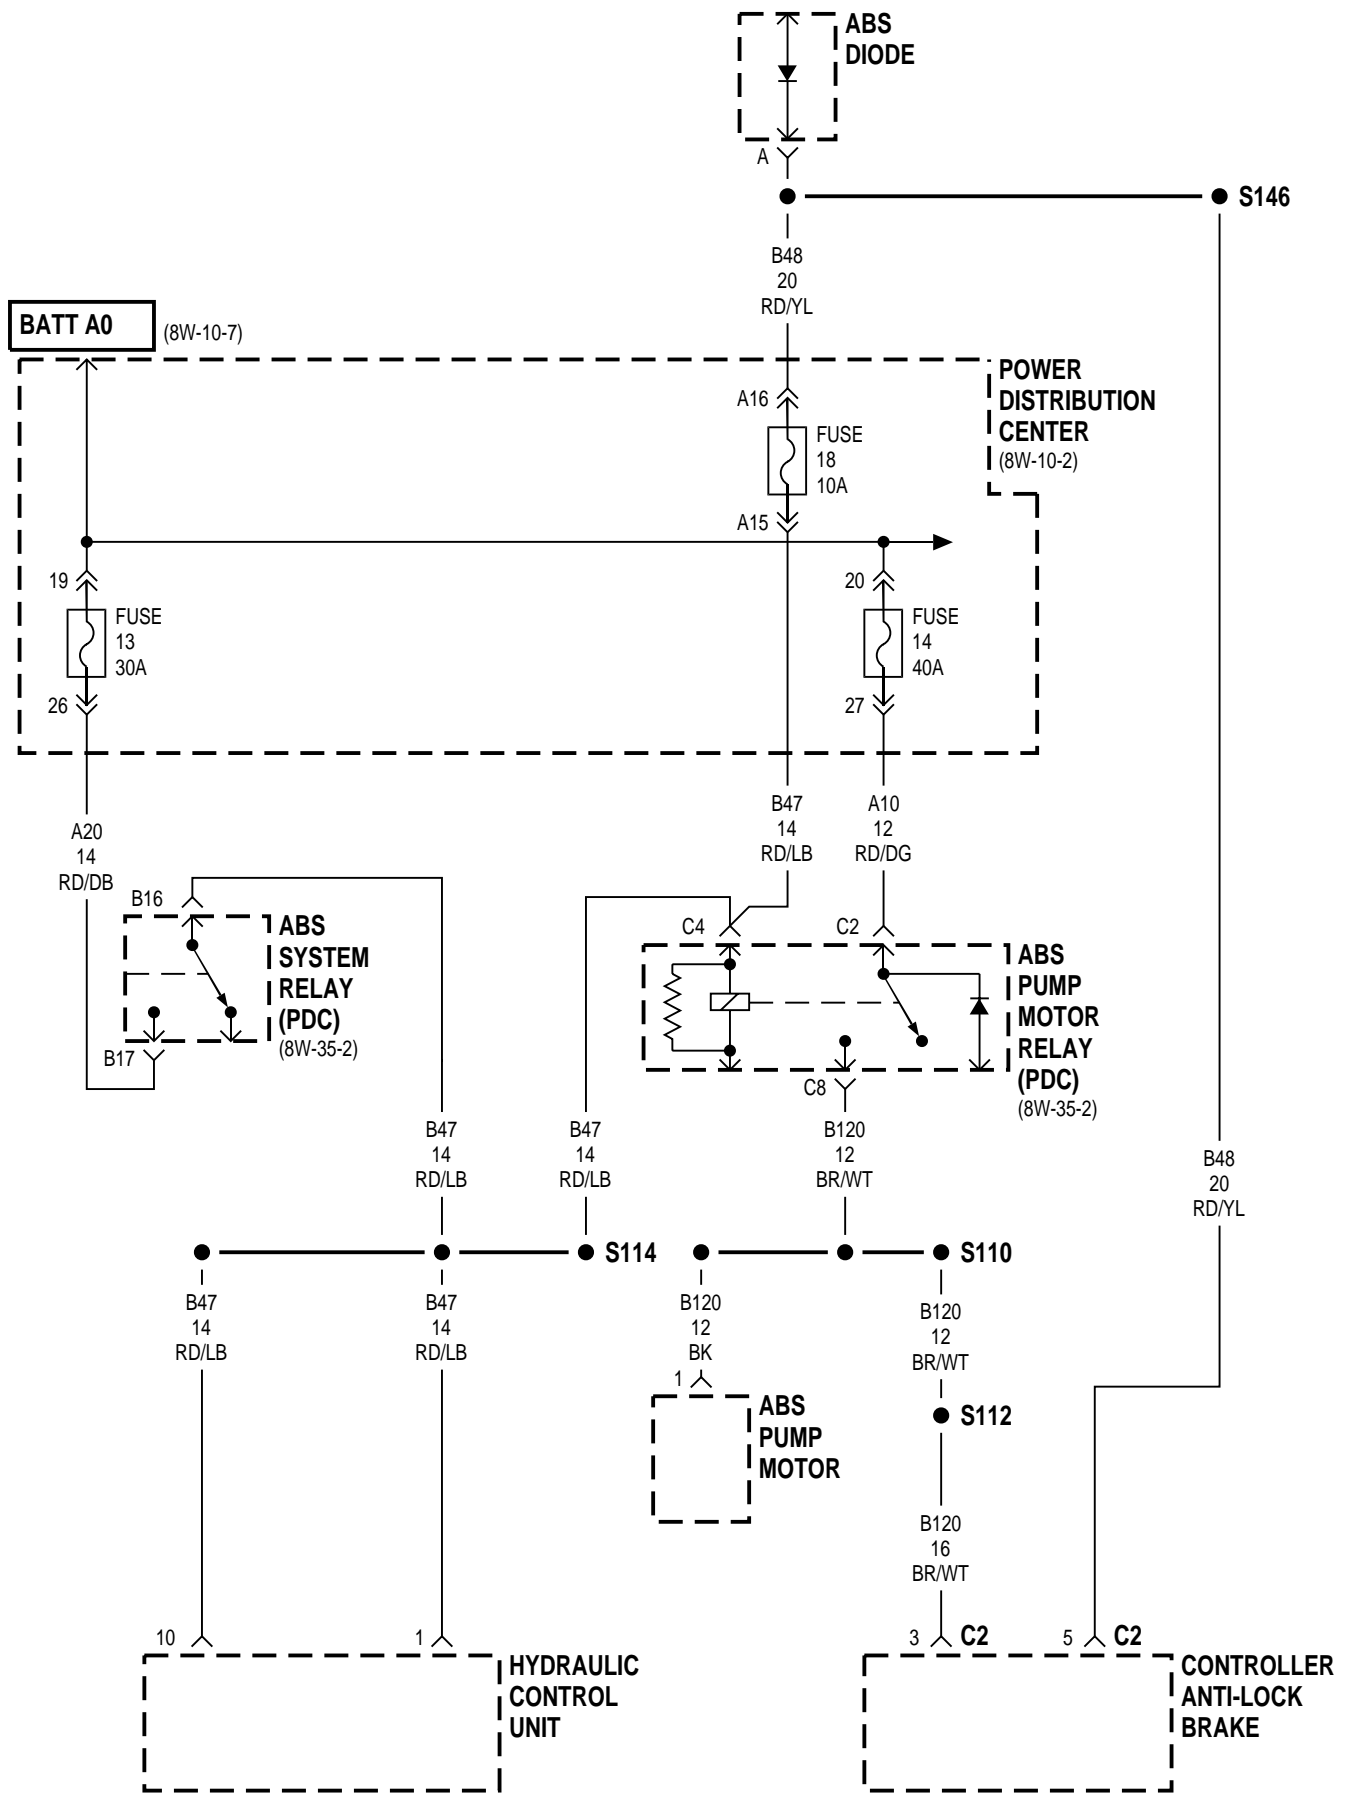 ABS
DIODE
A
S146
B48
20
RD/YL
BATT A0
(8W-10-7)
POWER
DISTRIBUTION
CENTER
(8W-10-2)
A16
FUSE
18
10A
A15
19
FUSE
13
30A
26
20
FUSE
14
40A
27
A20
14
RD/DB
B47
14
RD/LB
A10
12
RD/DG
B16
ABS
SYSTEM
RELAY
(PDC)
(8W-35-2)
B17
C4
C2
ABS
PUMP
MOTOR
RELAY
(PDC)
(8W-35-2)
C8
B47
14
RD/LB
B47
14
RD/LB
B120
12
BR/WT
B48
20
RD/YL
S114
S110
B47
14
RD/LB
B47
14
RD/LB
B120
12
BK
1
B120
12
BR/WT
ABS
PUMP
MOTOR
S112
B120
16
BR/WT
10
1
3
C2
5
C2
HYDRAULIC
CONTROL
UNIT
CONTROLLER
ANTI-LOCK
BRAKE